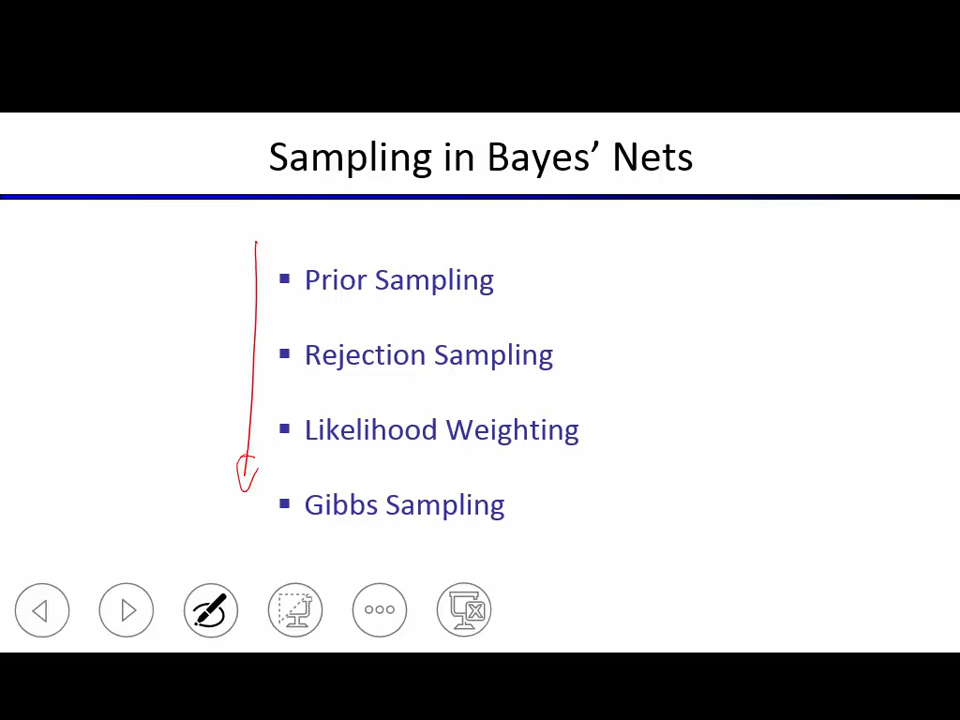 Sampling in Bayes’ Nets
▪ Prior Sampling
▪ Rejection Sampling
▪ Likelihood Weighting
▪ Gibbs Sampling